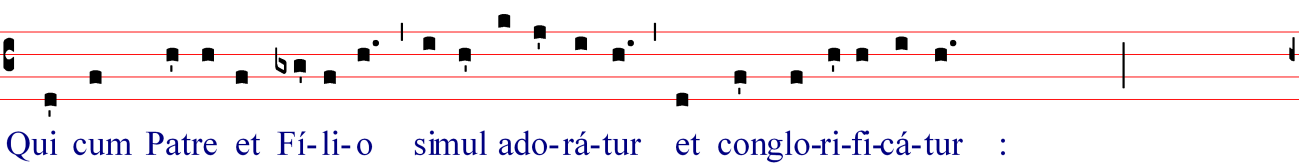 Qui cum Patre et Fí-li-o simul ado-rá-tur et conglo-ri-fi-cá-tur :